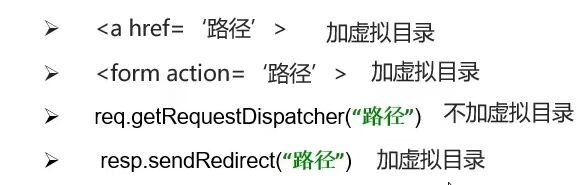 ➢ <a href=‘路径’> 加虚拟目录
➢ <form action=‘路径’> 加虚拟目录
➢ req.getRequestDispatcher(“路径”) 不加虚拟目录
➢ resp.sendRedirect(“路径”) 加虚拟目录